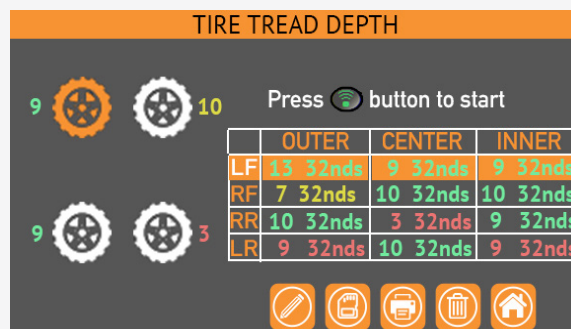 TIRE TREAD DEPTH
9 10
Press button to start
OUTER CENTER INNER
LF 13 32nds 9 32nds 9 32nds
RF 7 32nds 10 32nds 10 32nds
RR 10 32nds 3 32nds 9 32nds
LR 9 32nds 10 32nds 9 32nds
9 3